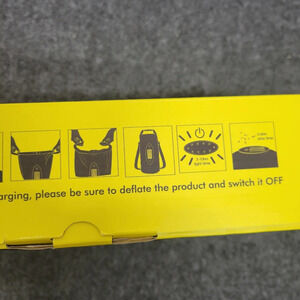 arging, please be sure to deflate the product and switch it OFF